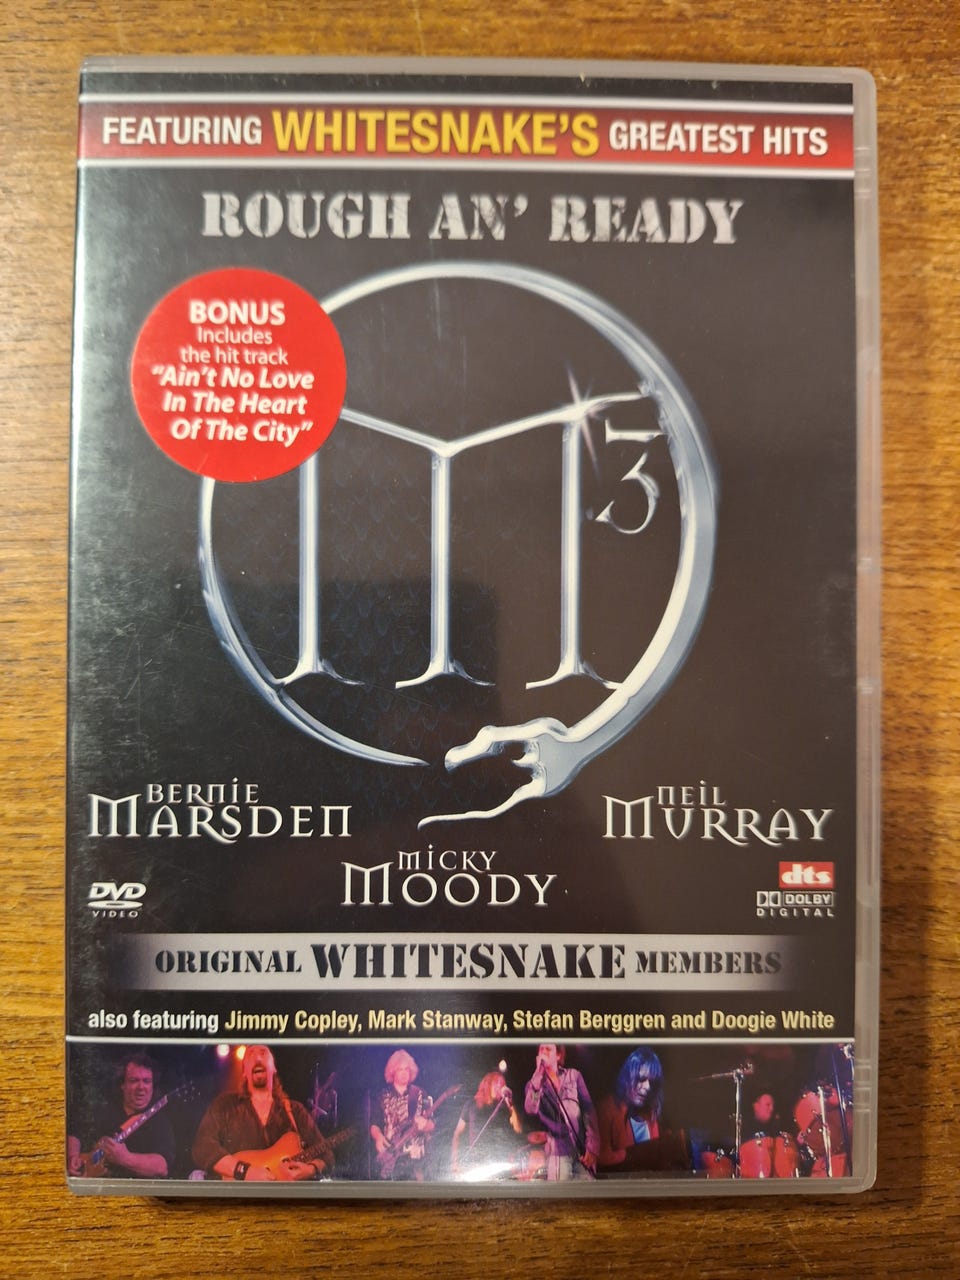 FEATURING WHITESNAKE'S GREATEST HITS
ROUGH AN' READY
BONUS
Includes
the hit track
"Ain't No Love
In The Heart
Of The City"
M
3
BERNIE
MARSDEN
NEIL
MURRAY
MICKY
MOODY
DVD
VIDEO
dts
DOLBY
DIGITAL
ORIGINAL WHITESNAKE MEMBERS
also featuring Jimmy Copley, Mark Stanway, Stefan Berggren and Doogie White